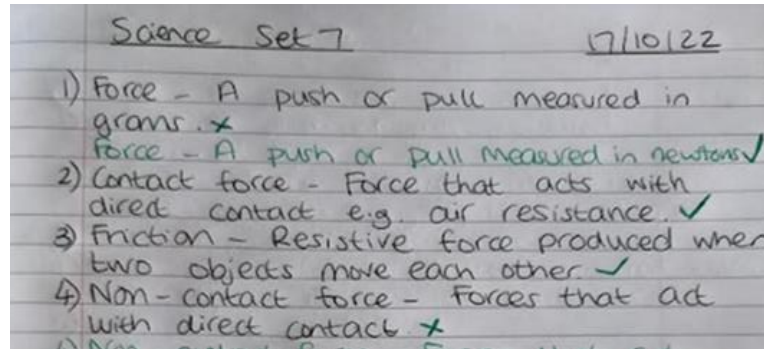 Science Set 7 17/10/22
1) Force - A push or pull measured in
grams. x
Force - A push or pull measured in newtons ✓
2) Contact force - Force that acts with
direct contact e.g. air resistance. ✓
3) Friction - Resistive force produced when
two objects move each other ✓
4) Non-contact force - Forces that act
with direct contact x